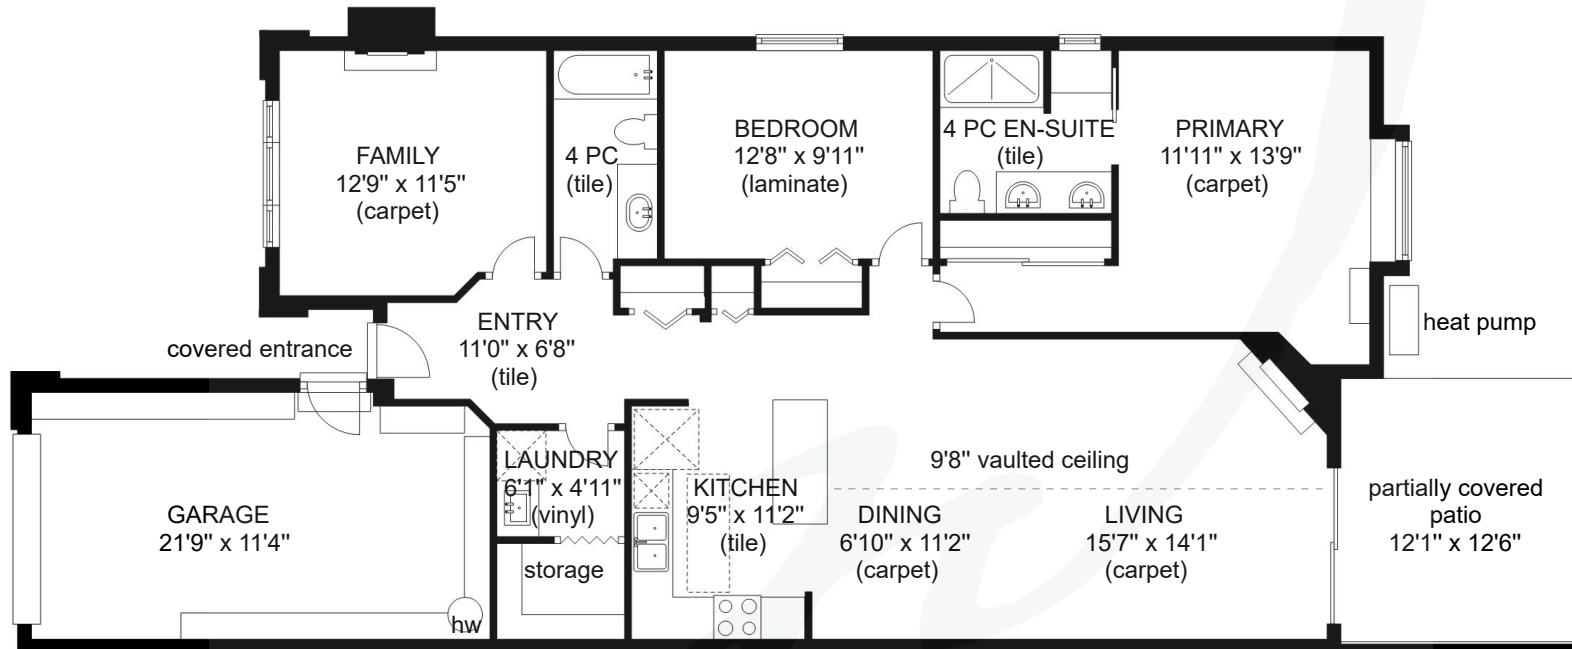 FAMILY
12'9" x 11'5"
(carpet)
4 PC
(tile)
BEDROOM
12'8" x 9'11"
(laminate)
4 PC EN-SUITE
(tile)
PRIMARY
11'11" x 13'9"
(carpet)
covered entrance
ENTRY
11'0" x 6'8"
(tile)
heat pump
GARAGE
21'9" x 11'4"
hw
LAUNDRY
6'1" x 4'11"
(vinyl)
storage
KITCHEN
9'5" x 11'2"
(tile)
9'8" vaulted ceiling
DINING
6'10" x 11'2"
(carpet)
LIVING
15'7" x 14'1"
(carpet)
partially covered
patio
12'1" x 12'6"